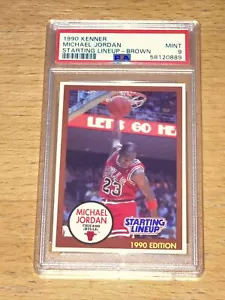 1990 KENNER
MICHAEL JORDAN
MINT
STARTING LINEUP-BROWN
9
PSA
58120889
LET'S GO HE
23
MICHAEL
JORDAN
CHICAGO
BULLS
STARTING
LINEUP
1990 EDITION